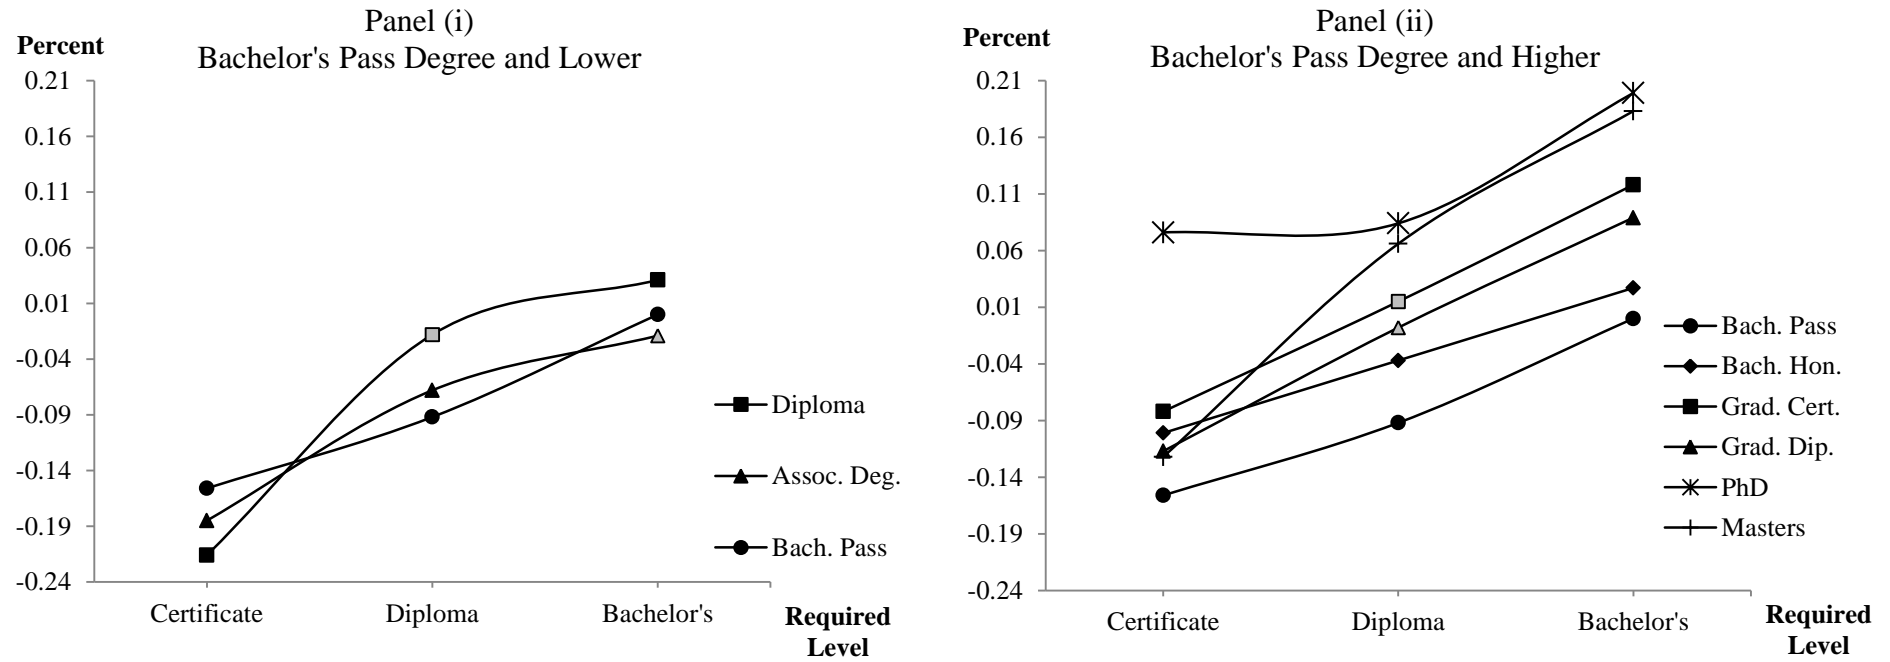 Panel (i)
Percent
Bachelor's Pass Degree and Lower
0.21
0.16
0.11
0.06
0.01
-0.04
-0.09
-0.14
-0.19
-0.24
Certificate
Diploma
Bachelor's
Required
Level
Diploma
Assoc. Deg.
Bach. Pass
Panel (ii)
Percent
Bachelor's Pass Degree and Higher
0.21
0.16
0.11
0.06
0.01
-0.04
-0.09
-0.14
-0.19
-0.24
Certificate
Diploma
Bachelor's
Required
Level
Bach. Pass
Bach. Hon.
Grad. Cert.
Grad. Dip.
PhD
Masters